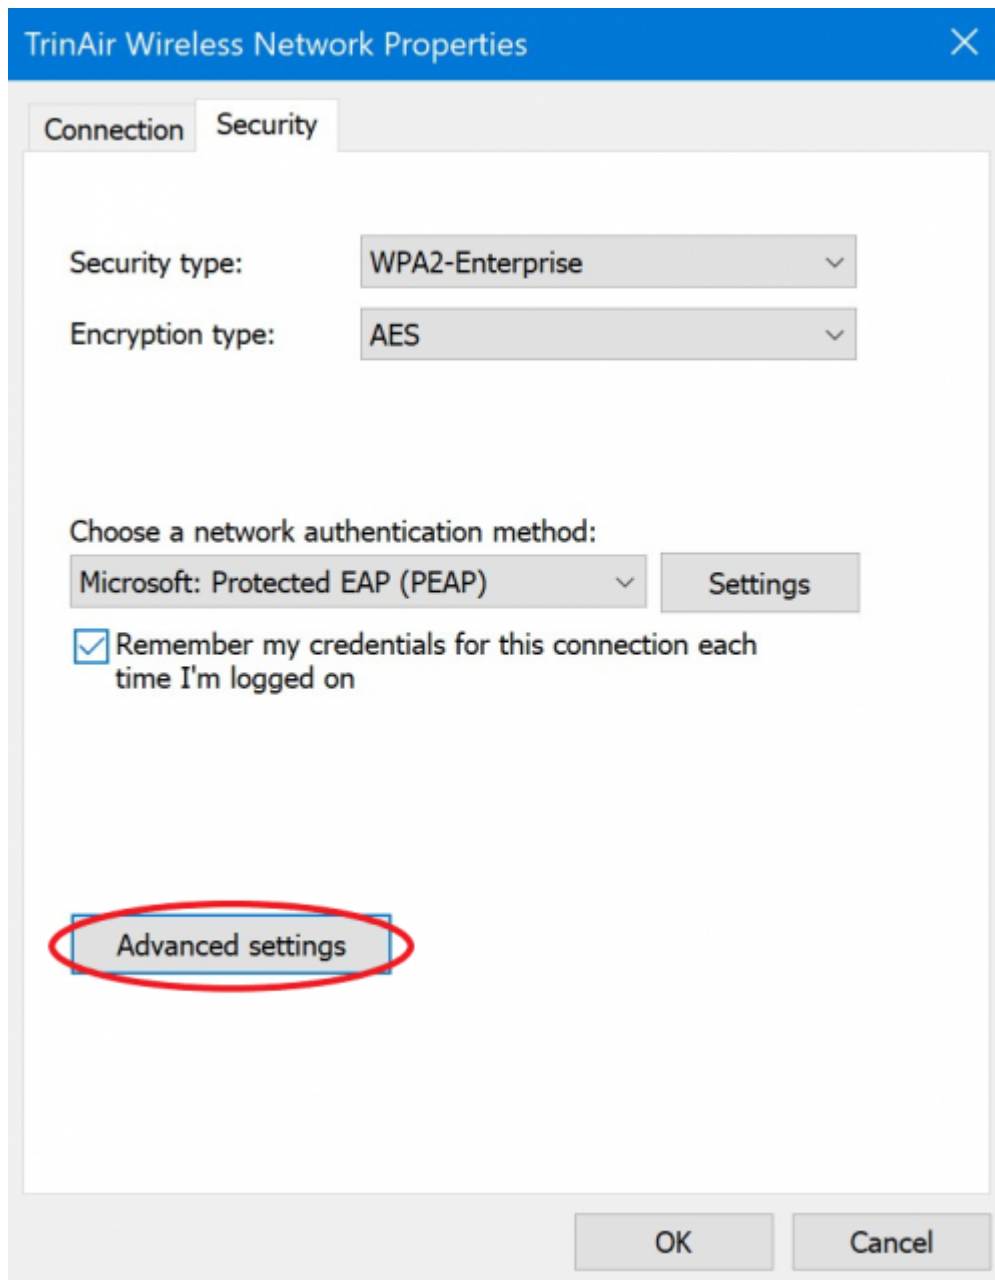 TrinAir Wireless Network Properties
Connection
Security
Security type:
WPA2-Enterprise
Encryption type:
AES
Choose a network authentication method:
Microsoft: Protected EAP (PEAP)
Settings
Remember my credentials for this connection each
time I'm logged on
Advanced settings
OK
Cancel